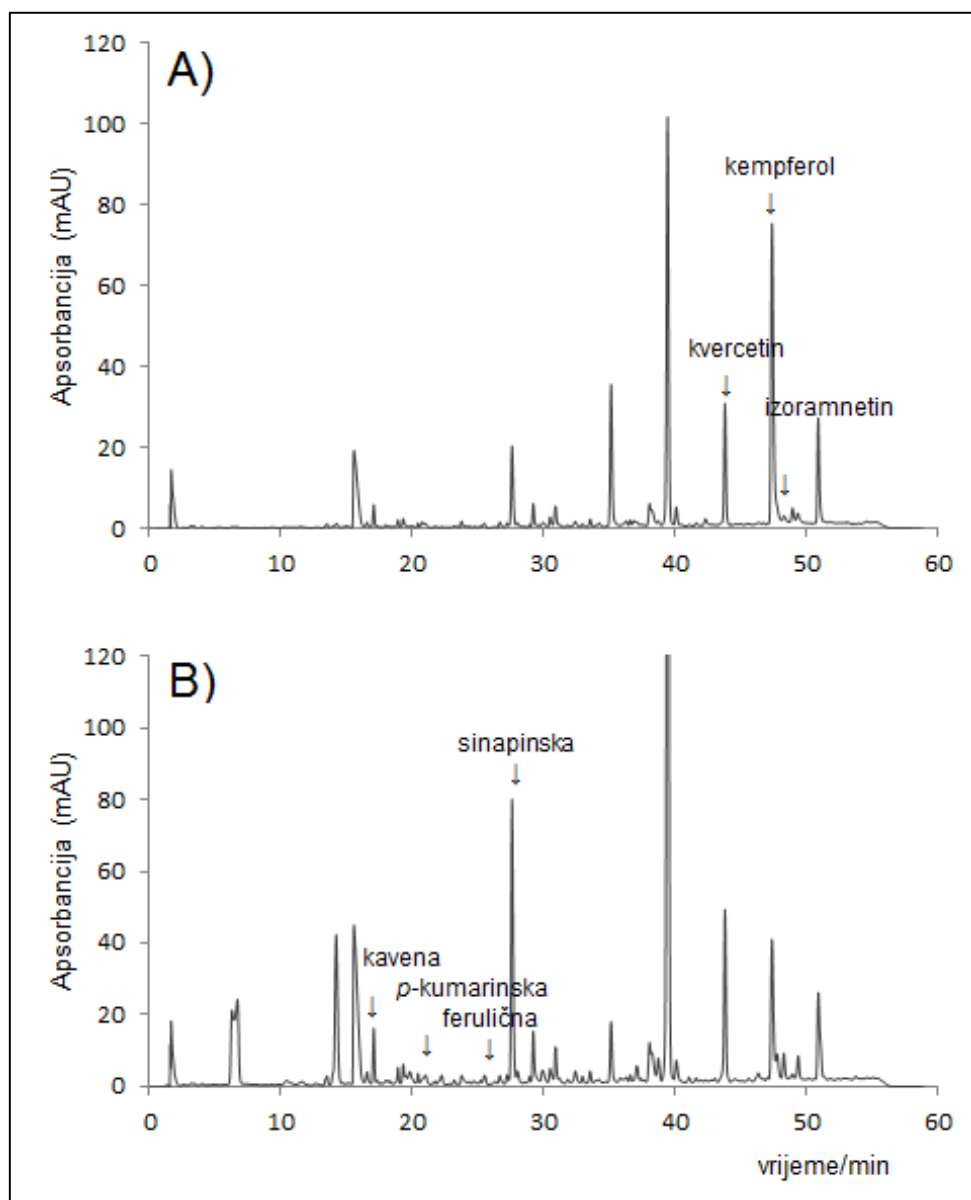 A)
Apsorbancija (mAU)
120
100
80
60
40
20
0
kempferol
↓
kvercetin
↓
izoramnetin
↓
0 10 20 30 40 50 60
B)
Apsorbancija (mAU)
120
100
80
60
40
20
0
sinapinska
↓
kavena
↓
p-kumarinska
↓
ferulična
↓
0 10 20 30 40 50 60
vrijeme/min